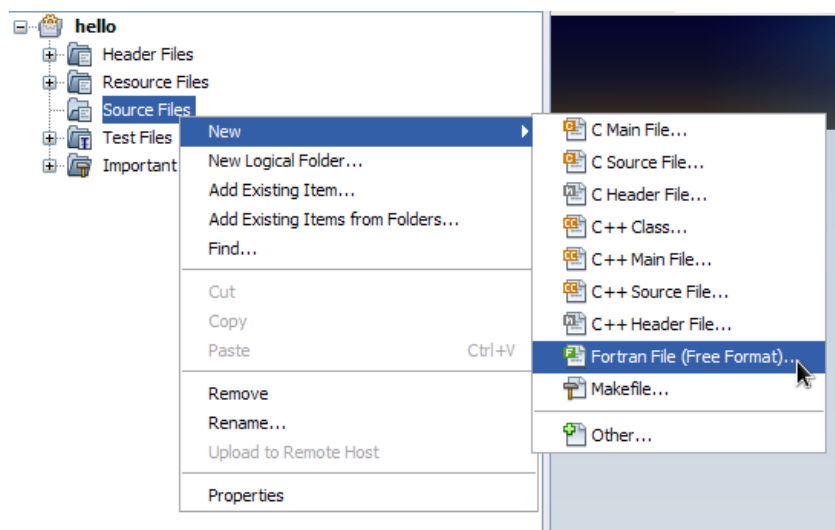 hello
Header Files
Resource Files
Source Files
Test Files
Important
New
New Logical Folder...
Add Existing Item...
Add Existing Items from Folders...
Find...
Cut
Copy
Paste Ctrl+V
Remove
Rename...
Upload to Remote Host
Properties
C Main File...
C Source File...
C Header File...
C++ Class...
C++ Main File...
C++ Source File...
C++ Header File...
Fortran File (Free Format)...
Makefile...
Other...